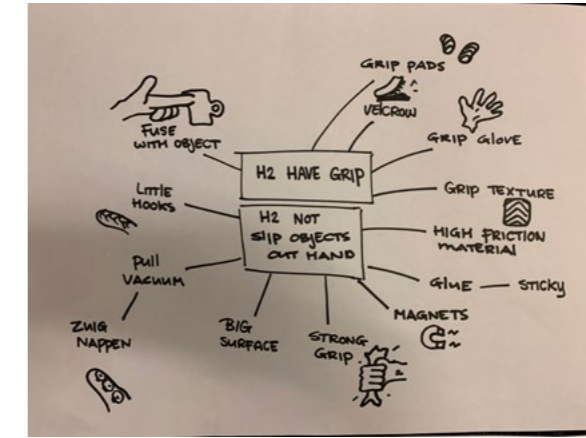 GRIP PADS
VELCROW
GRIP GLOVE
FUSE
WITH OBJECT
H2 HAVE GRIP
GRIP TEXTURE
LITTLE
HOOKS
H2 NOT
SLIP OBJECTS
OUT HAND
HIGH FRICTION
MATERIAL
PULL
VACUUM
GLUE — STICKY
MAGNETS
ZUIG
NAPPEN
BIG
SURFACE
STRONG
GRIP